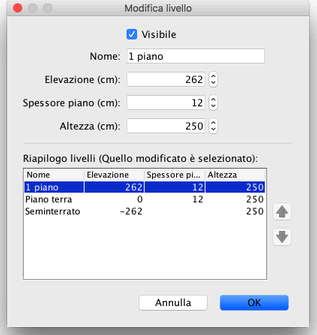 Modifica livello
Visibile
Nome: 1 piano
Elevazione (cm): 262
Spessore piano (cm): 12
Altezza (cm): 250
Riapilogo livelli (Quello modificato è selezionato):
Nome Elevazione Spessore pi... Altezza
1 piano 262 12 250
Piano terra 0 12 250
Seminterrato -262 250
Annulla OK